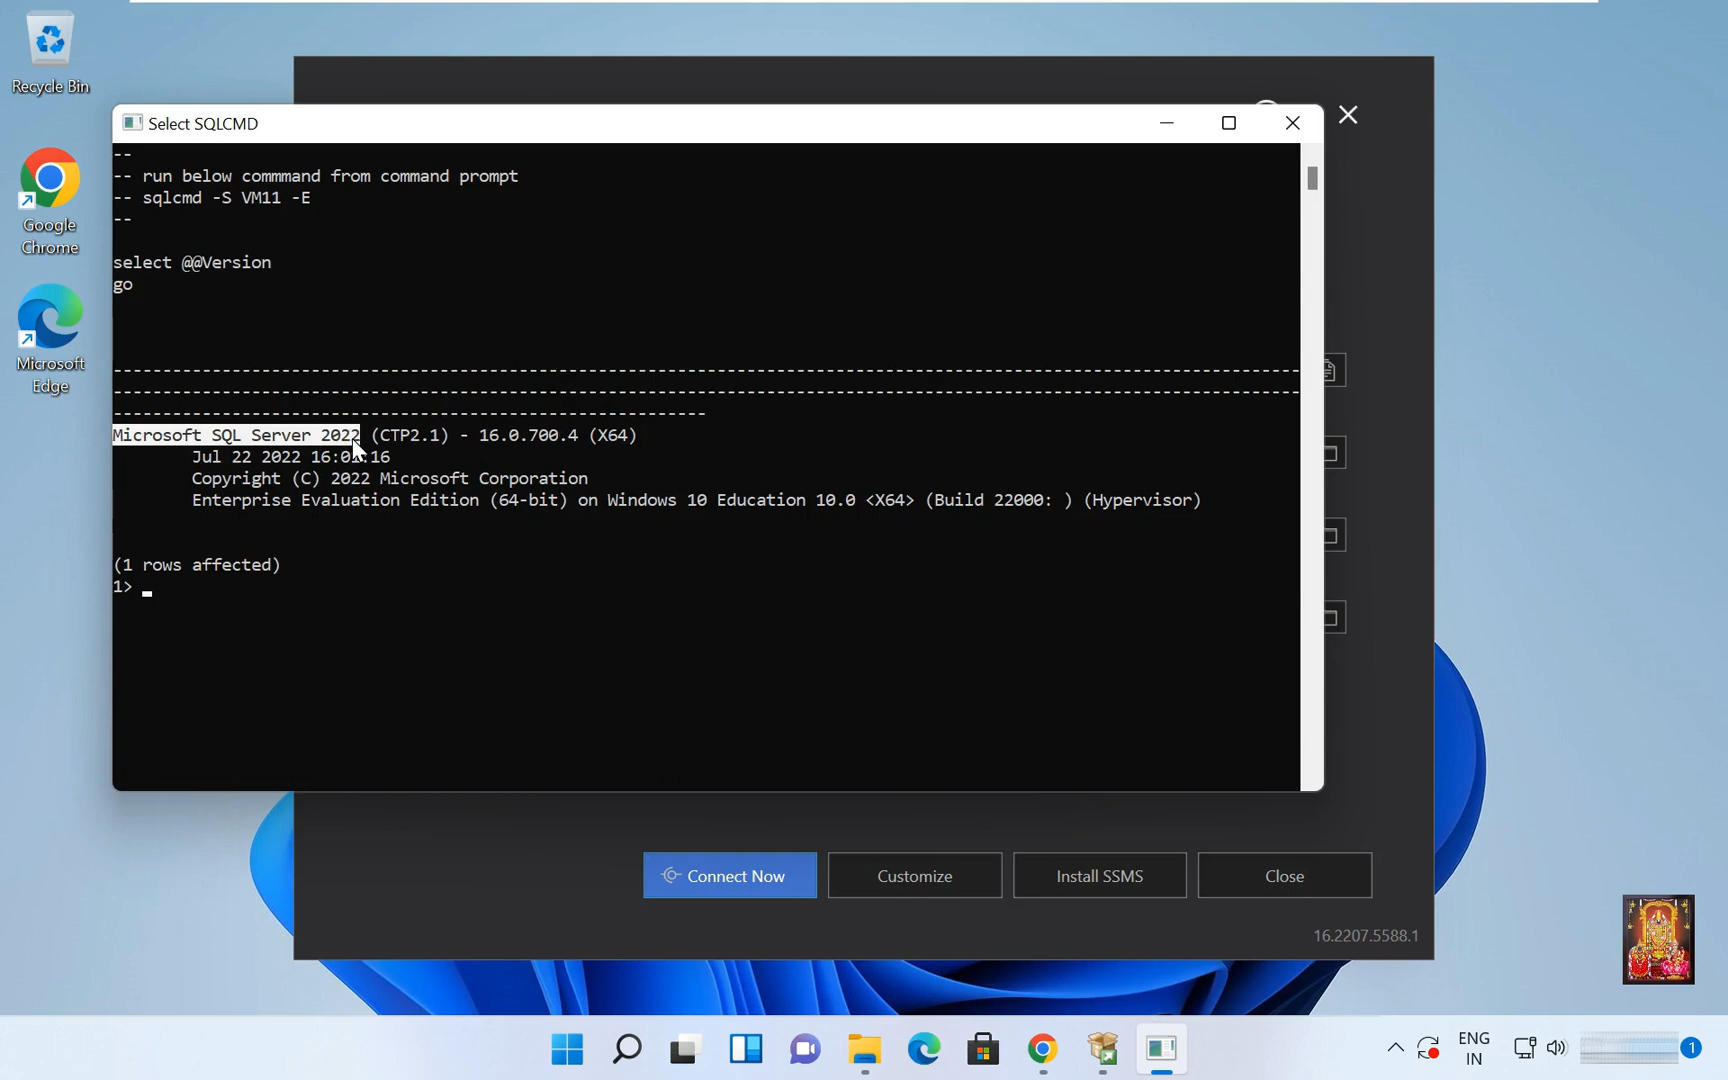 Recycle Bin
Google
Chrome
Microsoft
Edge
Select SQLCMD
--
-- run below commmand from command prompt
-- sqlcmd -S VM11 -E
--
select @@Version
go
------------------------------------------------------------------------------------------------------------------------
------------------------------------------------------------------------------------------------------------------------
------------------------------------------------------------
Microsoft SQL Server 2022 (CTP2.1) - 16.0.700.4 (X64)
Jul 22 2022 16:0 :16
Copyright (C) 2022 Microsoft Corporation
Enterprise Evaluation Edition (64-bit) on Windows 10 Education 10.0 <X64> (Build 22000: ) (Hypervisor)
(1 rows affected)
1>
Connect Now
Customize
Install SSMS
Close
16.2207.5588.1
ENG
IN
1